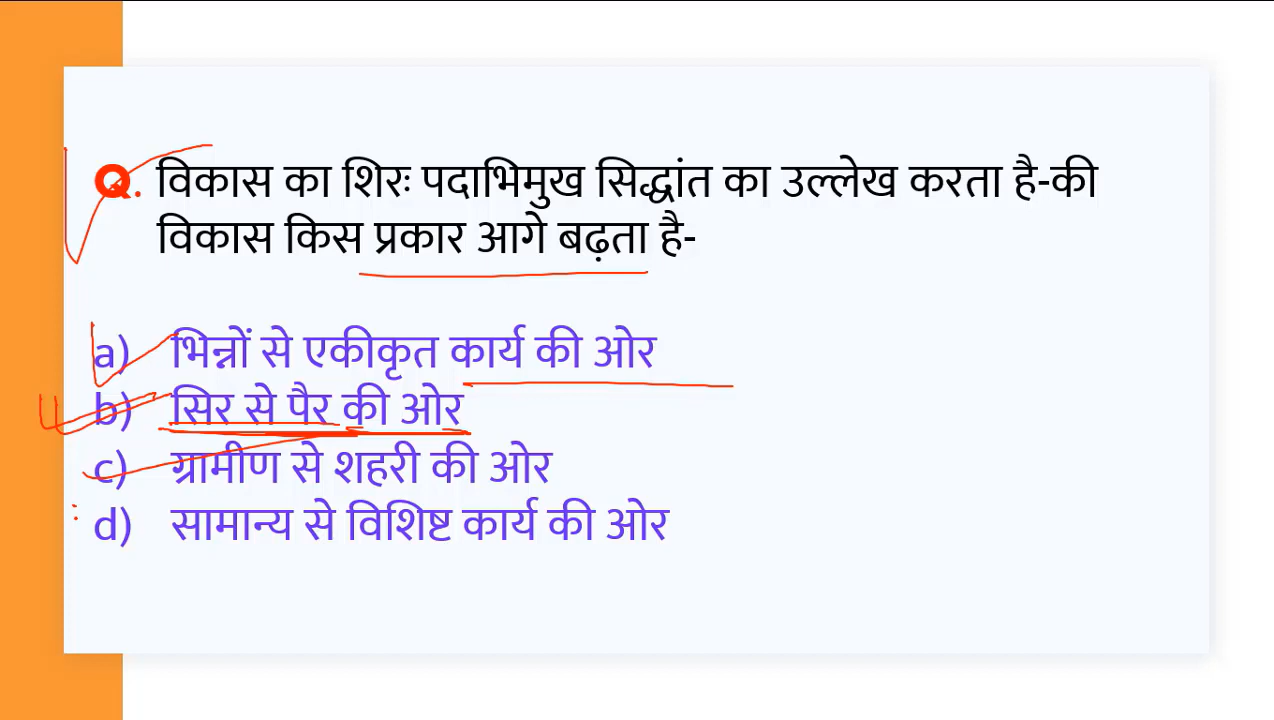 Q. विकास का शिरः पदाभिमुख सिद्धांत का उल्लेख करता है-की
विकास किस प्रकार आगे बढ़ता है-
a) भिन्नों से एकीकृत कार्य की ओर
b) सिर से पैर की ओर
c) ग्रामीण से शहरी की ओर
d) सामान्य से विशिष्ट कार्य की ओर